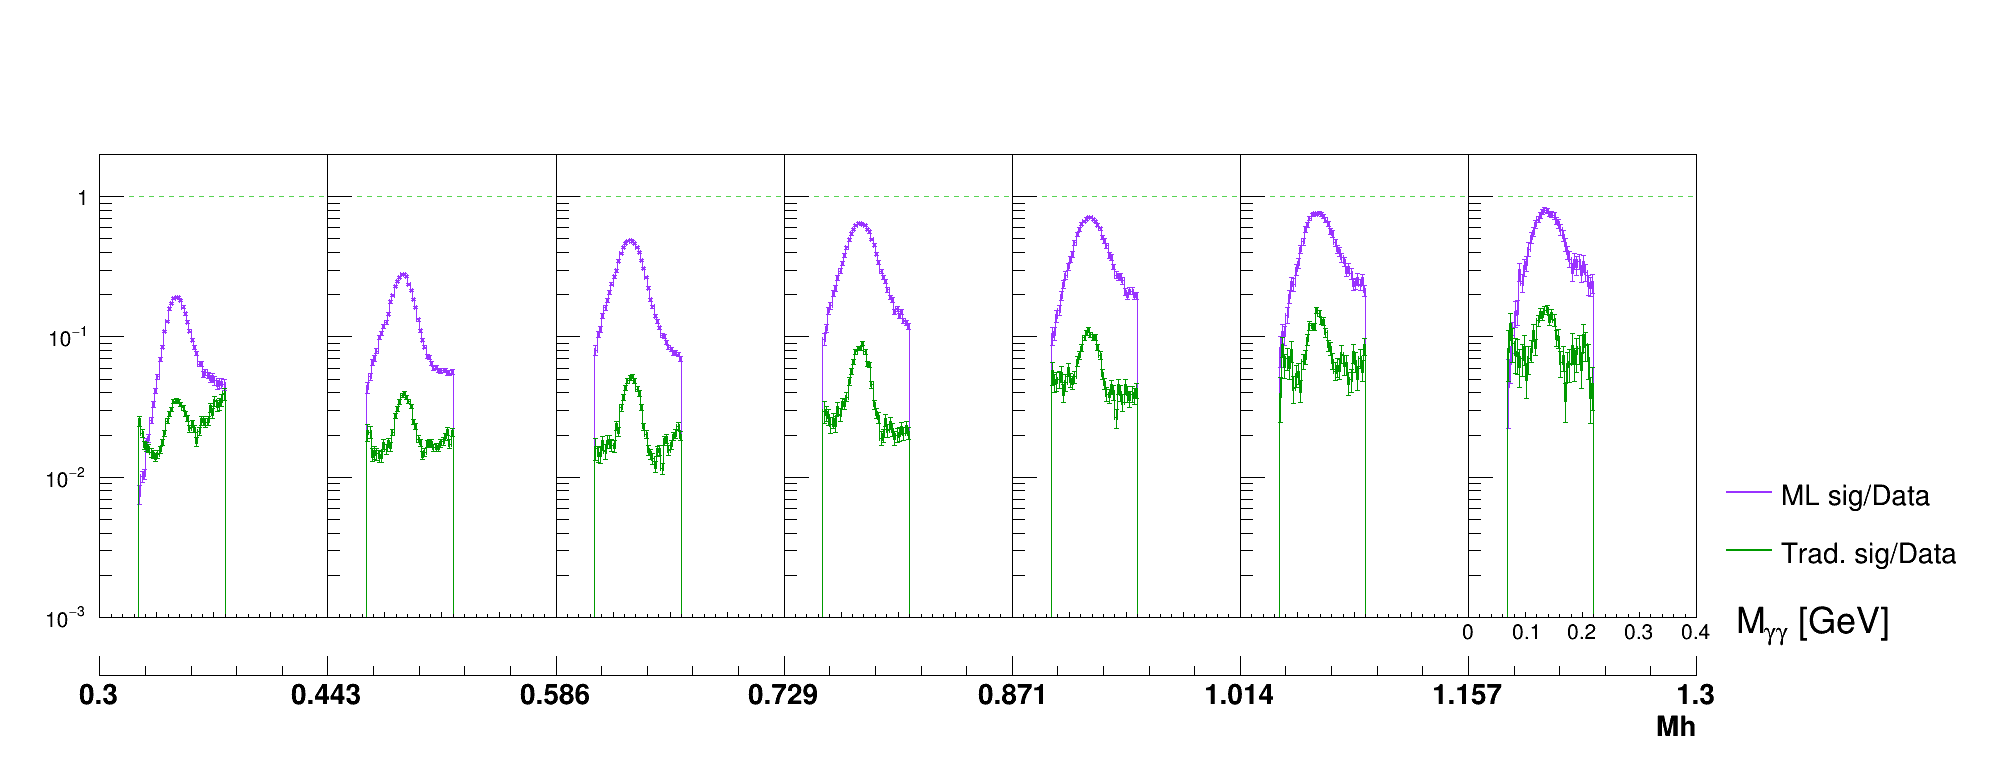 1
10−1
10−2
10−3
ML sig/Data
Trad. sig/Data
0 0.1 0.2 0.3 0.4
Mγγ [GeV]
0.3 0.443 0.586 0.729 0.871 1.014 1.157 1.3
Mh